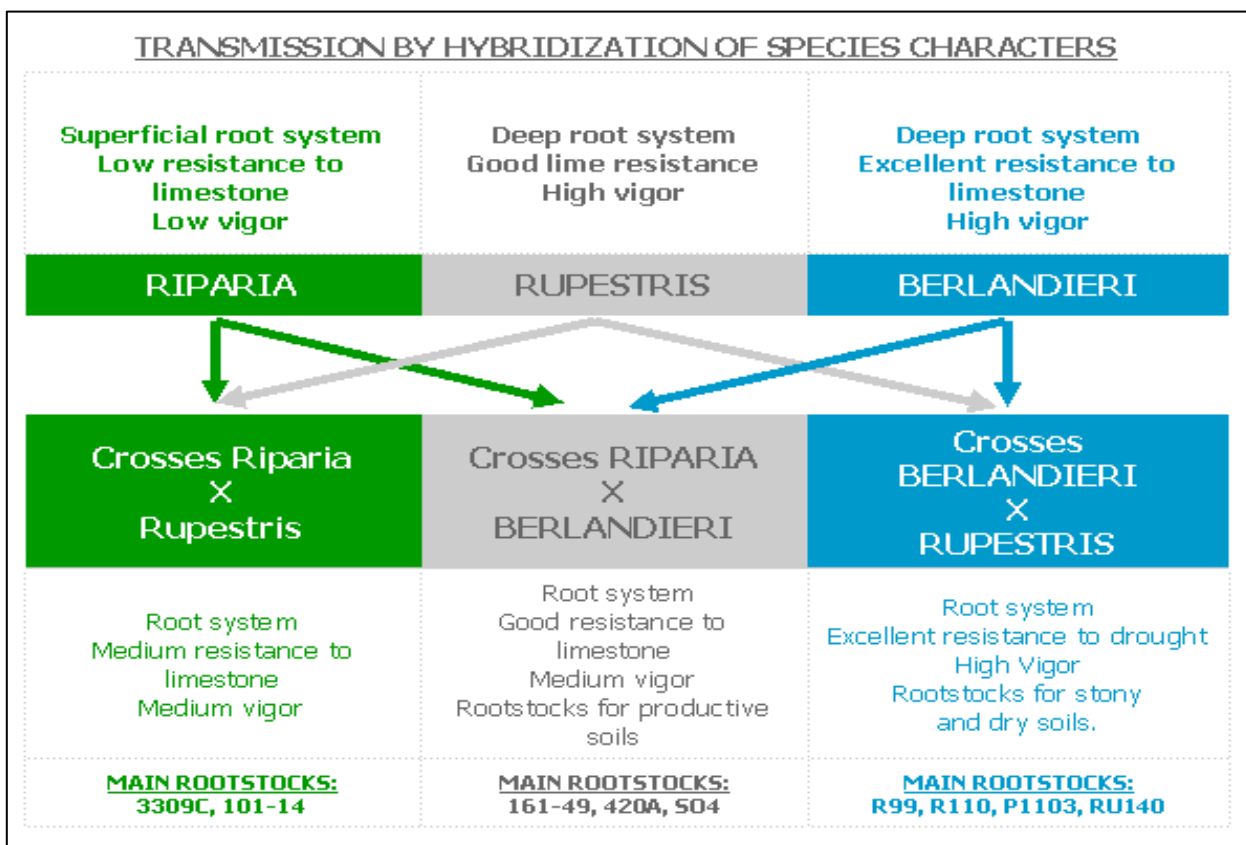 TRANSMISSION BY HYBRIDIZATION OF SPECIES CHARACTERS
Superficial root system
Low resistance to
limestone
Low vigor
Deep root system
Good lime resistance
High vigor
Deep root system
Excellent resistance to
limestone
High vigor
RIPARIA
RUPESTRIS
BERLANDIERI
Crosses Riparia
X
Rupestris
Crosses RIPARIA
X
BERLANDIERI
Crosses
BERLANDIERI
X
RUPESTRIS
Root system
Medium resistance to
limestone
Medium vigor
Root system
Good resistance to
limestone
Medium vigor
Rootstocks for productive
soils
Root system
Excellent resistance to drought
High Vigor
Rootstocks for stony
and dry soils.
MAIN ROOTSTOCKS:
3309C, 101-14
MAIN ROOTSTOCKS:
161-49, 420A, SO4
MAIN ROOTSTOCKS:
R99, R110, P1103, RU140